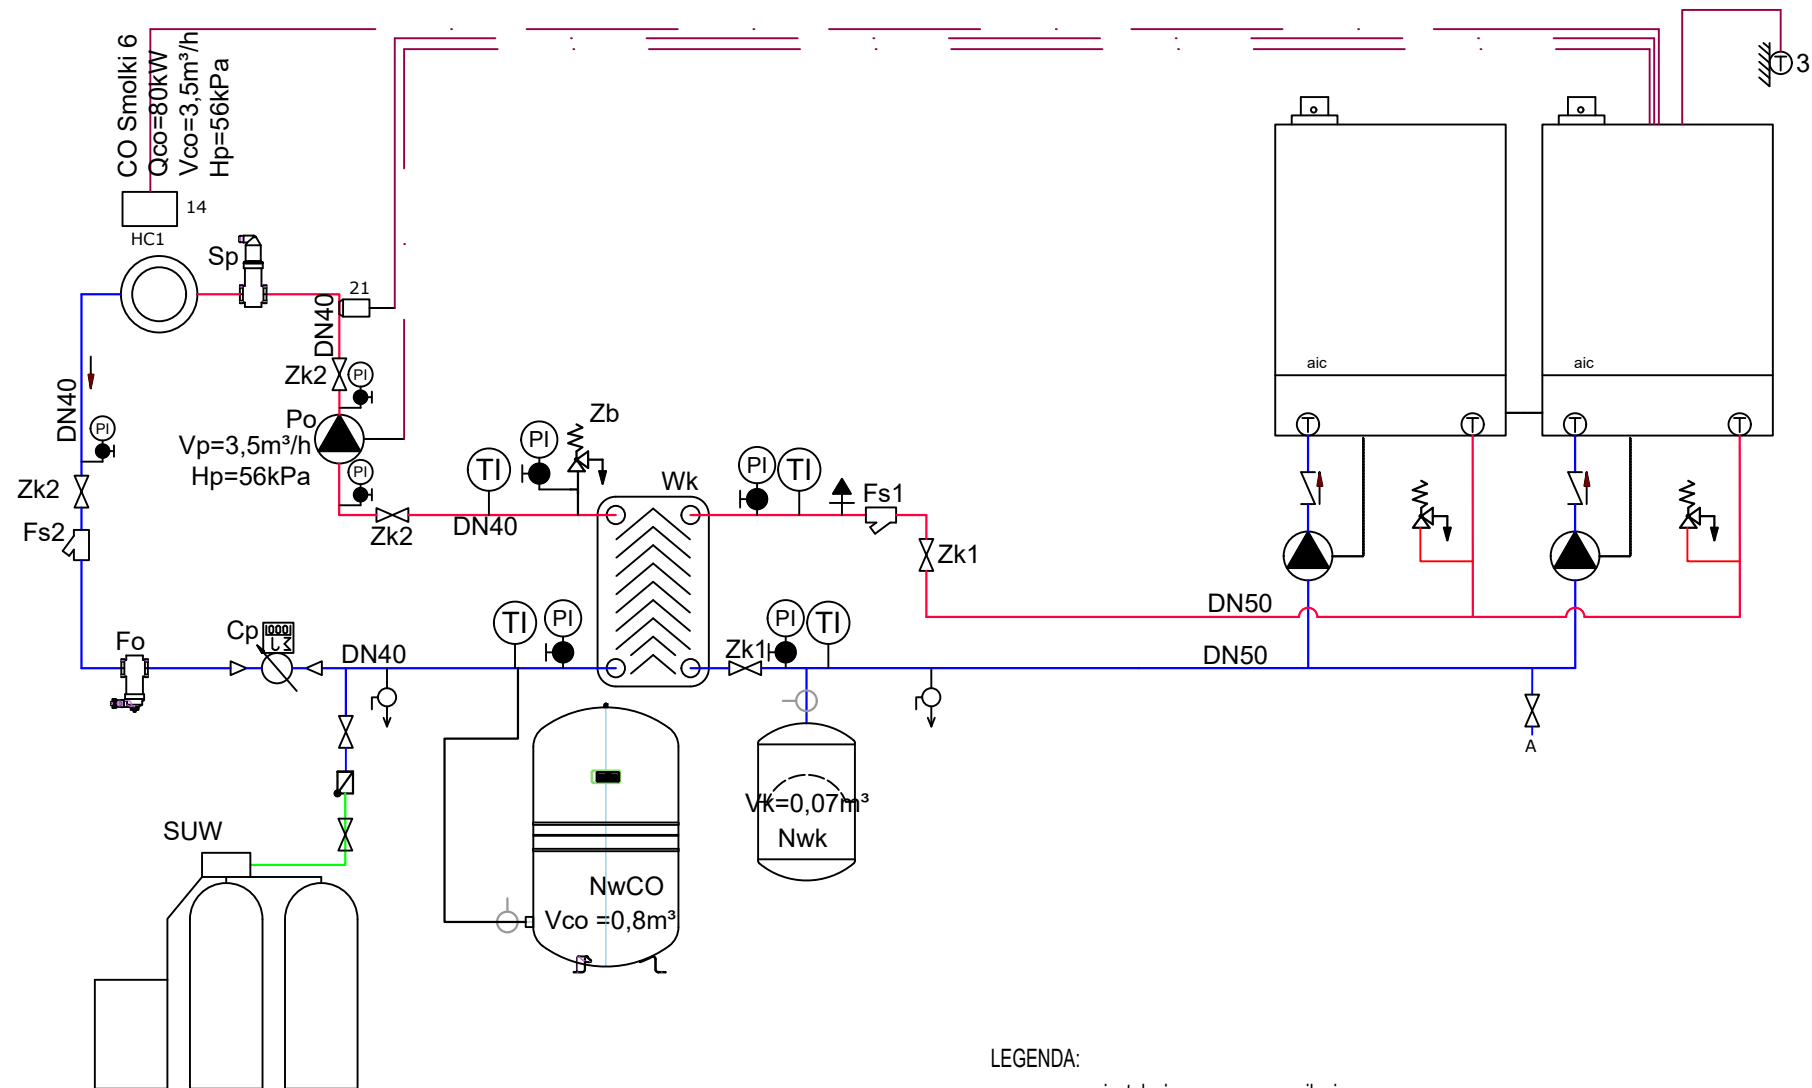 CO Smolki 6
Qco=80kW
Vco=3,5m³/h
Hp=56kPa
T 3
14
HC1
Sp
21
DN40
aic
aic
Zk2
PI
DN40
PI
Po
Vp=3,5m³/h
Hp=56kPa
PI
T
T
T
T
Zb
PI
TI
Wk
PI
TI
Fs1
Zk2
Fs2
Zk2
DN40
Zk1
DN50
TI
PI
PI
TI
Fo
Cp
DN40
Zk1
DN50
A
Vk=0,07m³
Nwk
SUW
NwCO
Vco =0,8m³
LEGENDA: